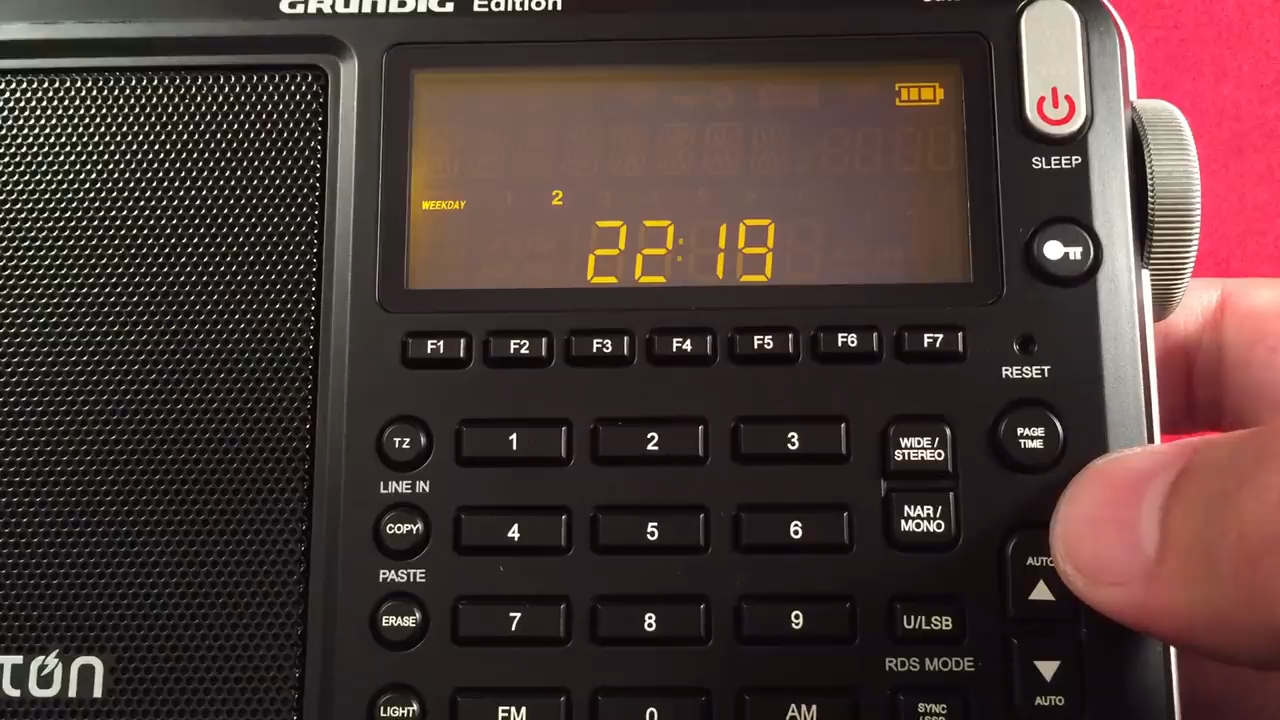 GRUNDIG Edition
WEEKDAY 2
22:19
SLEEP
F1 F2 F3 F4 F5 F6 F7
RESET
TZ 1 2 3 WIDE / STEREO PAGE TIME
LINE IN
COPY 4 5 6 NAR / MONO
PASTE
AUTO
ERASE 7 8 9 U/LSB
RDS MODE
AUTO
LIGHT FM 0 AM SYNC